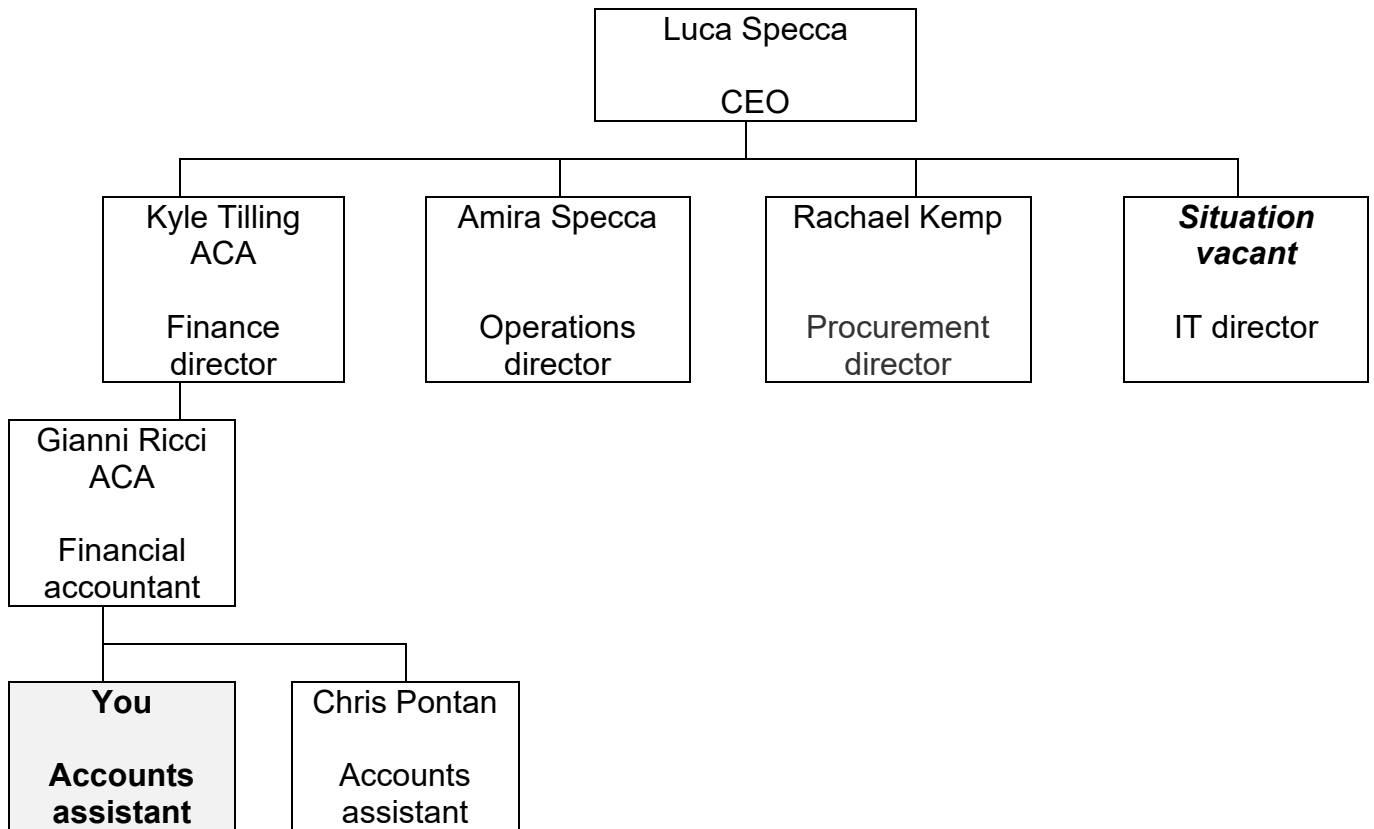 Luca Specca
CEO
Kyle Tilling
ACA
Finance
director
Amira Specca
Operations
director
Rachael Kemp
Procurement
director
Situation
vacant
IT director
Gianni Ricci
ACA
Financial
accountant
You
Accounts
assistant
Chris Pontan
Accounts
assistant